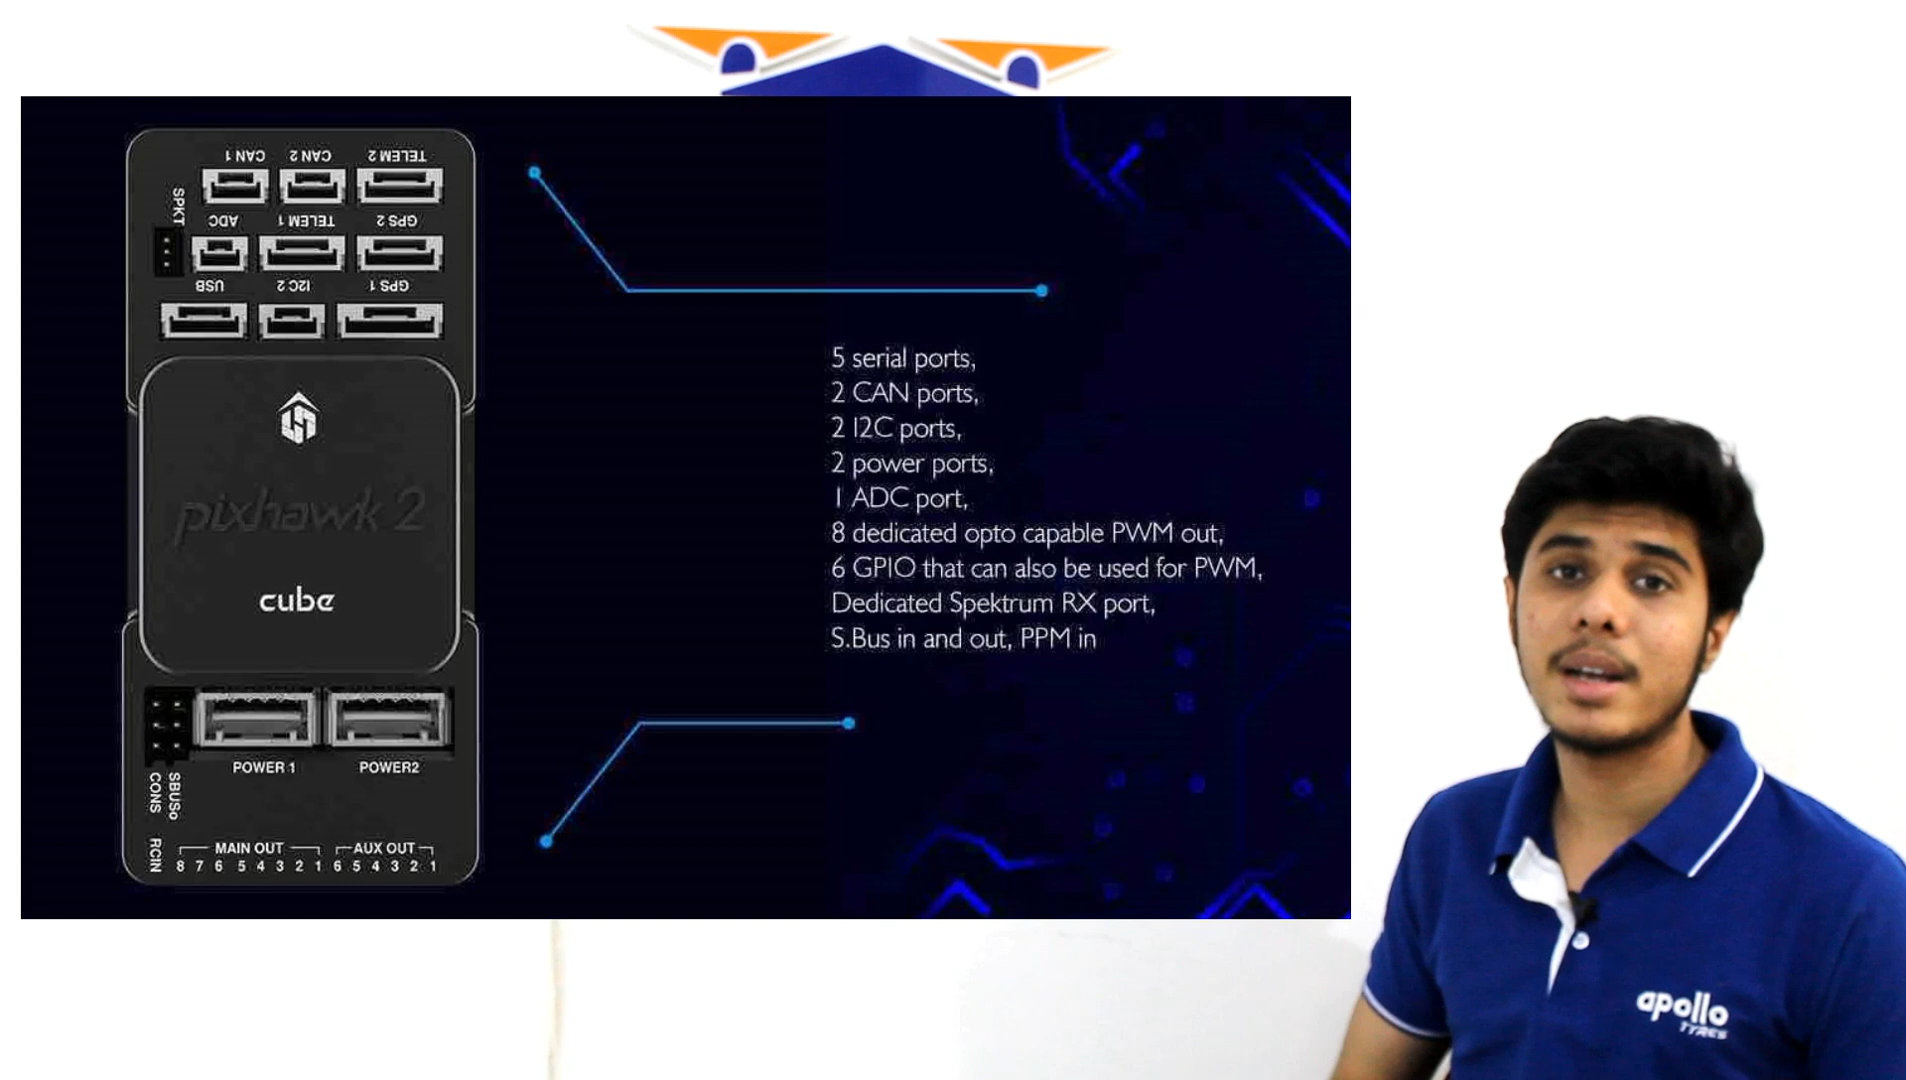 CAN 1 CAN 2 TELEM 2
SPKT
ADC TELEM 1 GPS 2
USB I2C 2 GPS 1
pixhawk 2
cube
POWER 1 POWER2
CONS
SBUSo
RCIN
MAIN OUT AUX OUT
8 7 6 5 4 3 2 1 6 5 4 3 2 1
5 serial ports,
2 CAN ports,
2 I2C ports,
2 power ports,
1 ADC port,
8 dedicated opto capable PWM out,
6 GPIO that can also be used for PWM,
Dedicated Spektrum RX port,
S.Bus in and out, PPM in
apollo
TYRES